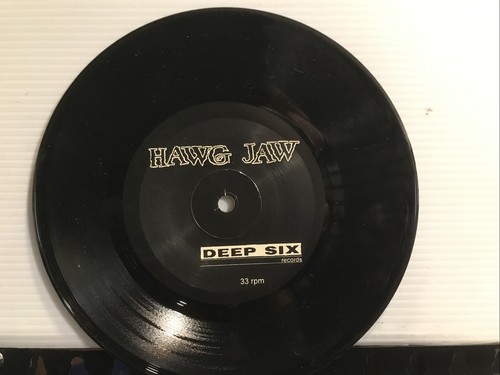 HAWG JAW
DEEP SIX
records
33 rpm